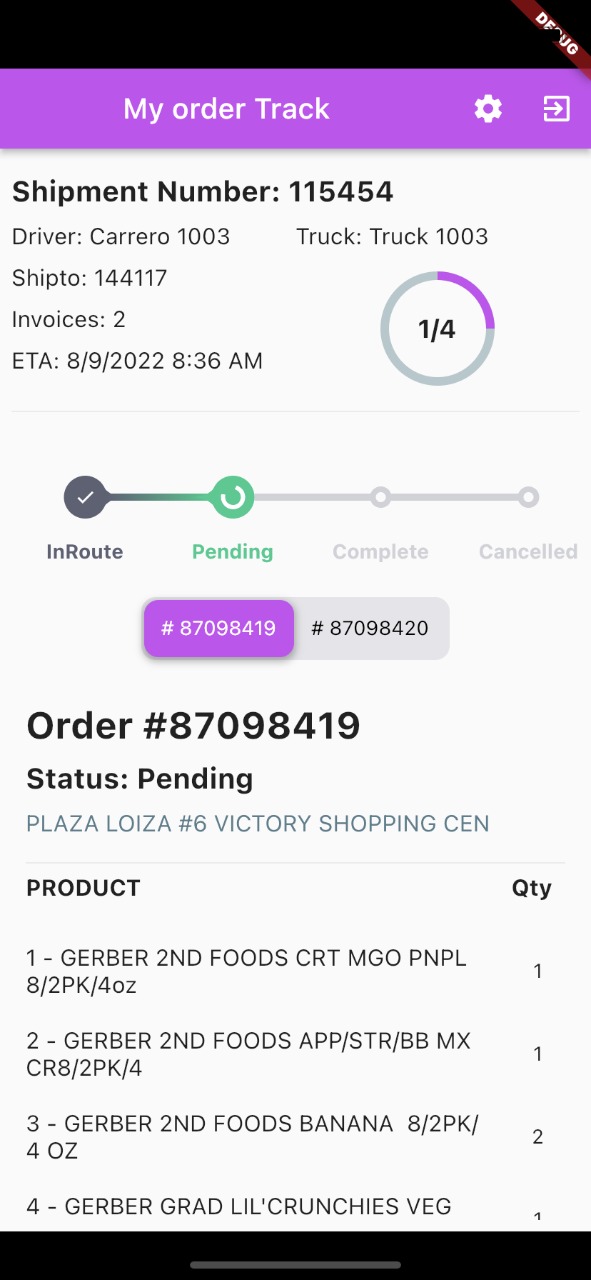 DEBUG
My order Track
Shipment Number: 115454
Driver: Carrero 1003 Truck: Truck 1003
Shipto: 144117
Invoices: 2
1/4
ETA: 8/9/2022 8:36 AM
InRoute Pending Complete Cancelled
# 87098419 # 87098420
Order #87098419
Status: Pending
PLAZA LOIZA #6 VICTORY SHOPPING CEN
PRODUCT Qty
1 - GERBER 2ND FOODS CRT MGO PNPL
8/2PK/4oz
1
2 - GERBER 2ND FOODS APP/STR/BB MX
CR8/2PK/4
1
3 - GERBER 2ND FOODS BANANA  8/2PK/
4 OZ
2
4 - GERBER GRAD LIL'CRUNCHIES VEG